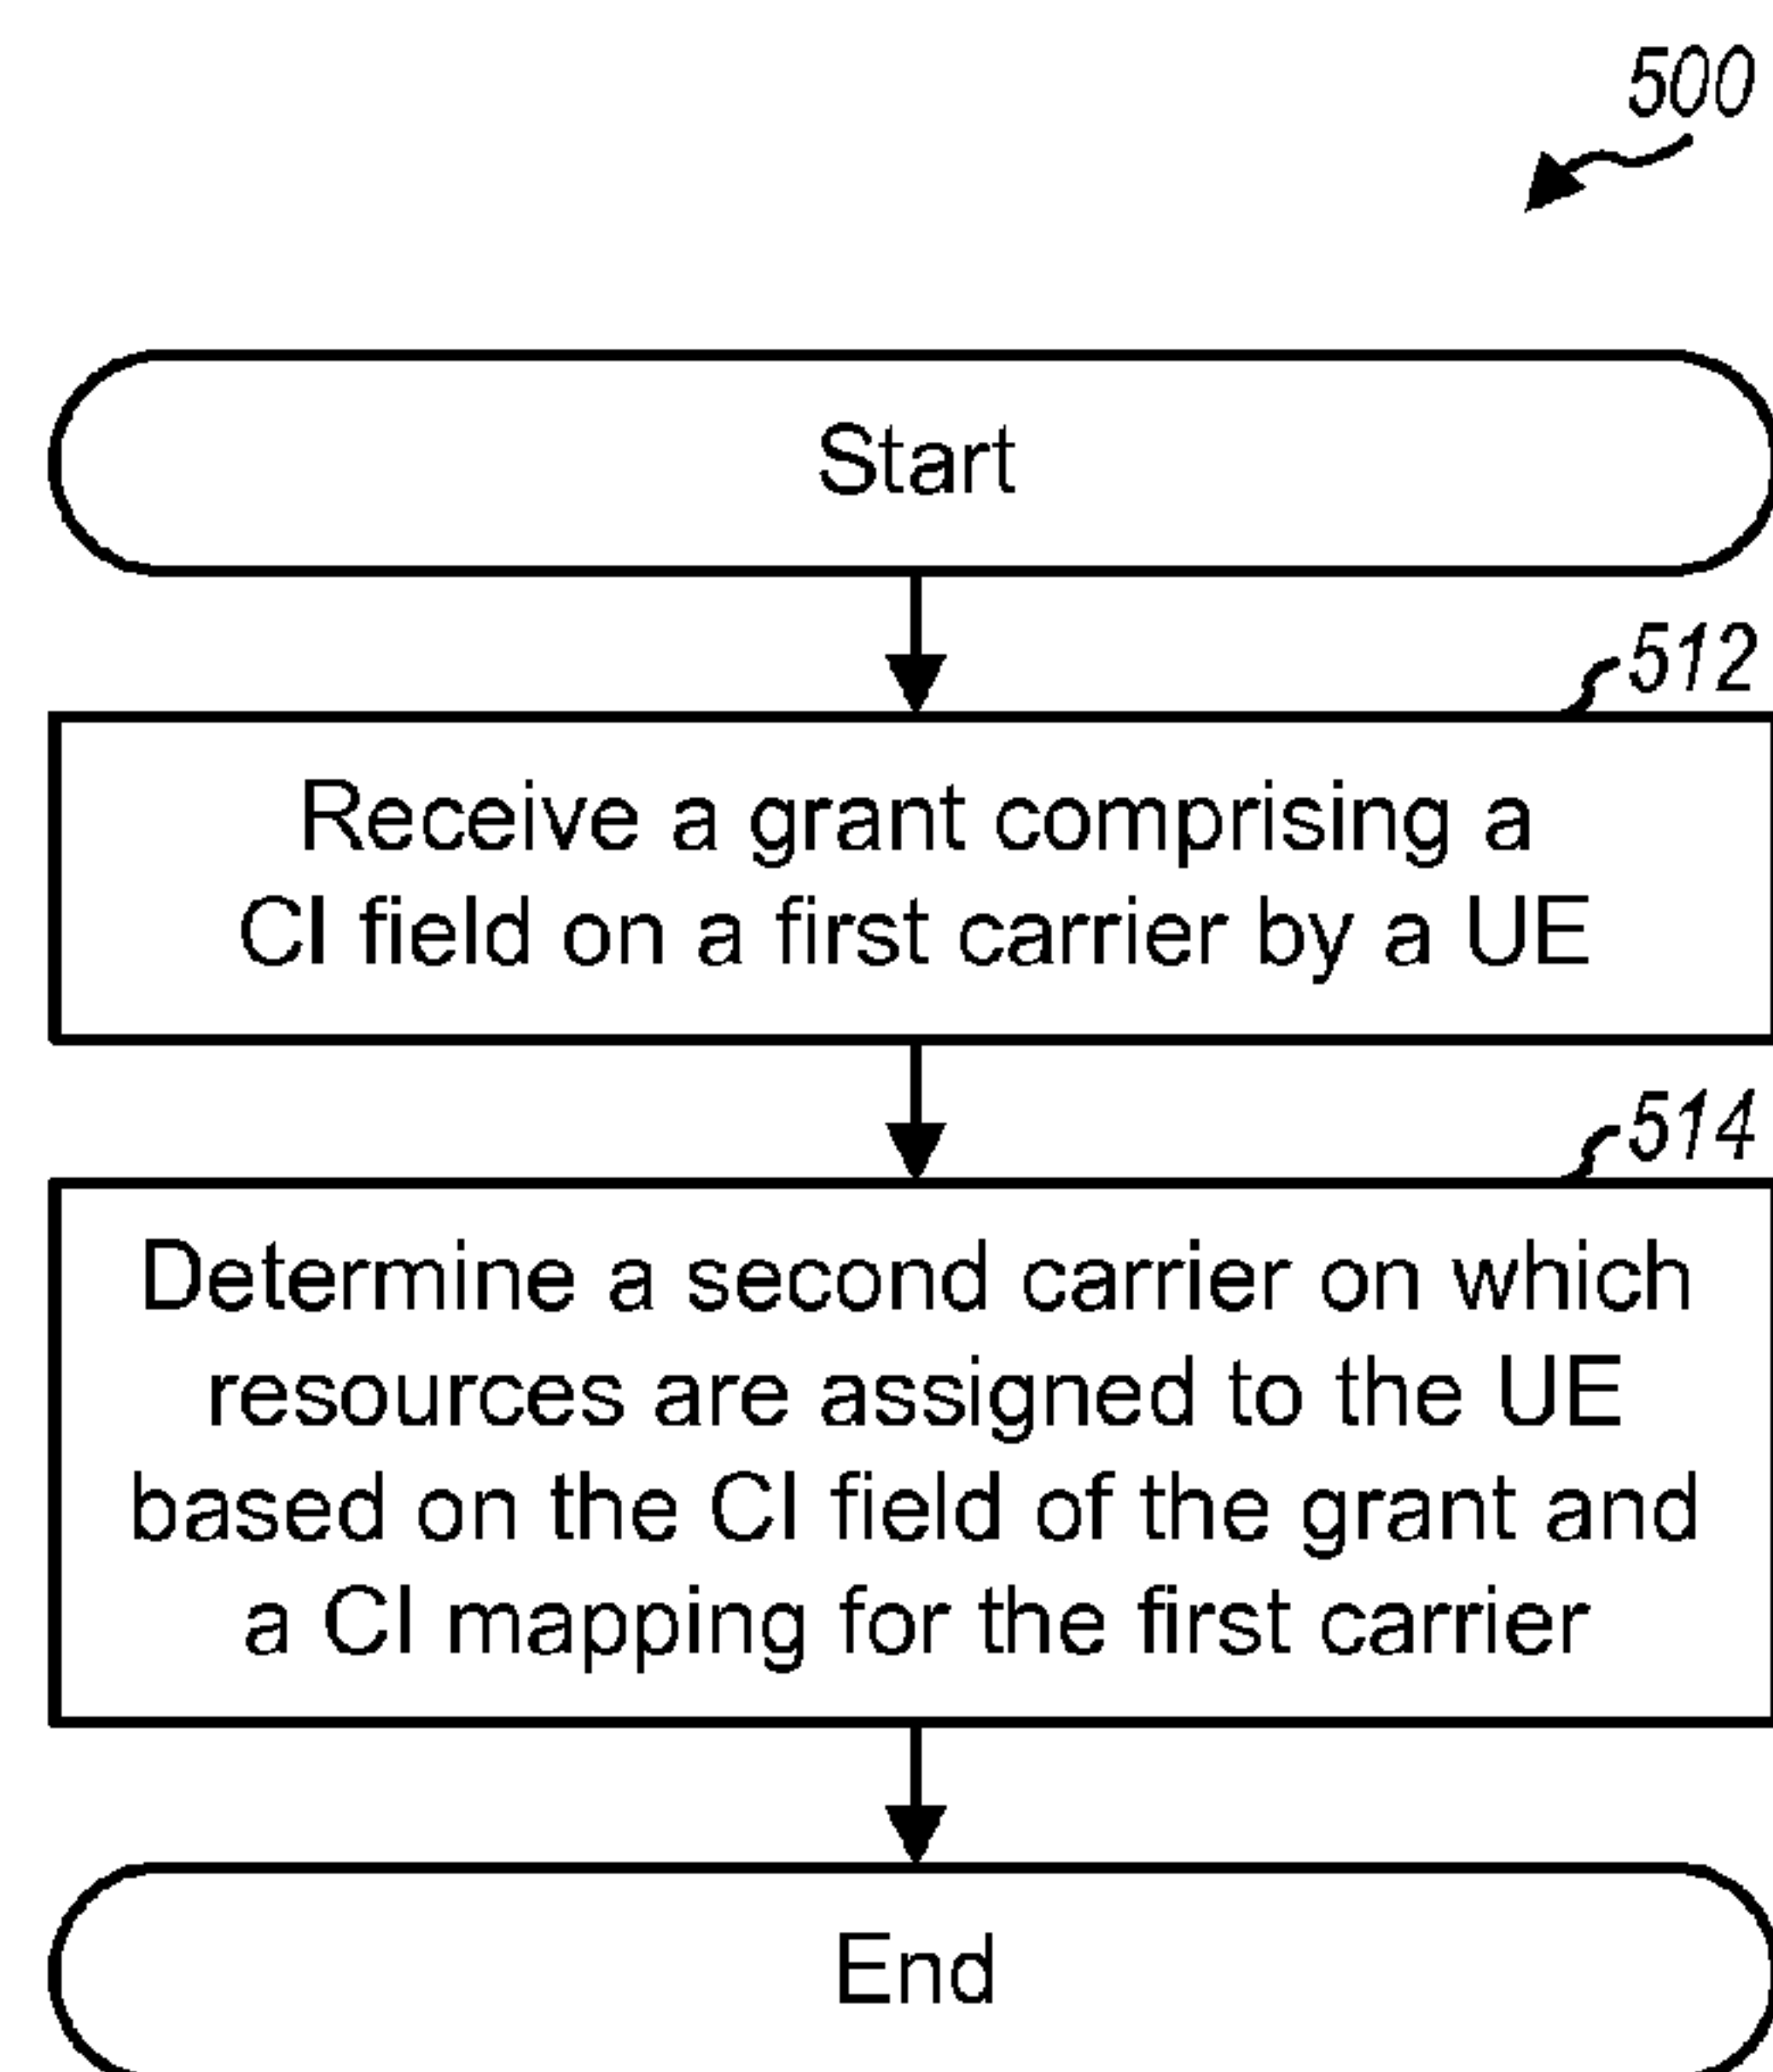 500
Start
512
Receive a grant comprising a
CI field on a first carrier by a UE
514
Determine a second carrier on which
resources are assigned to the UE
based on the CI field of the grant and
a CI mapping for the first carrier
End